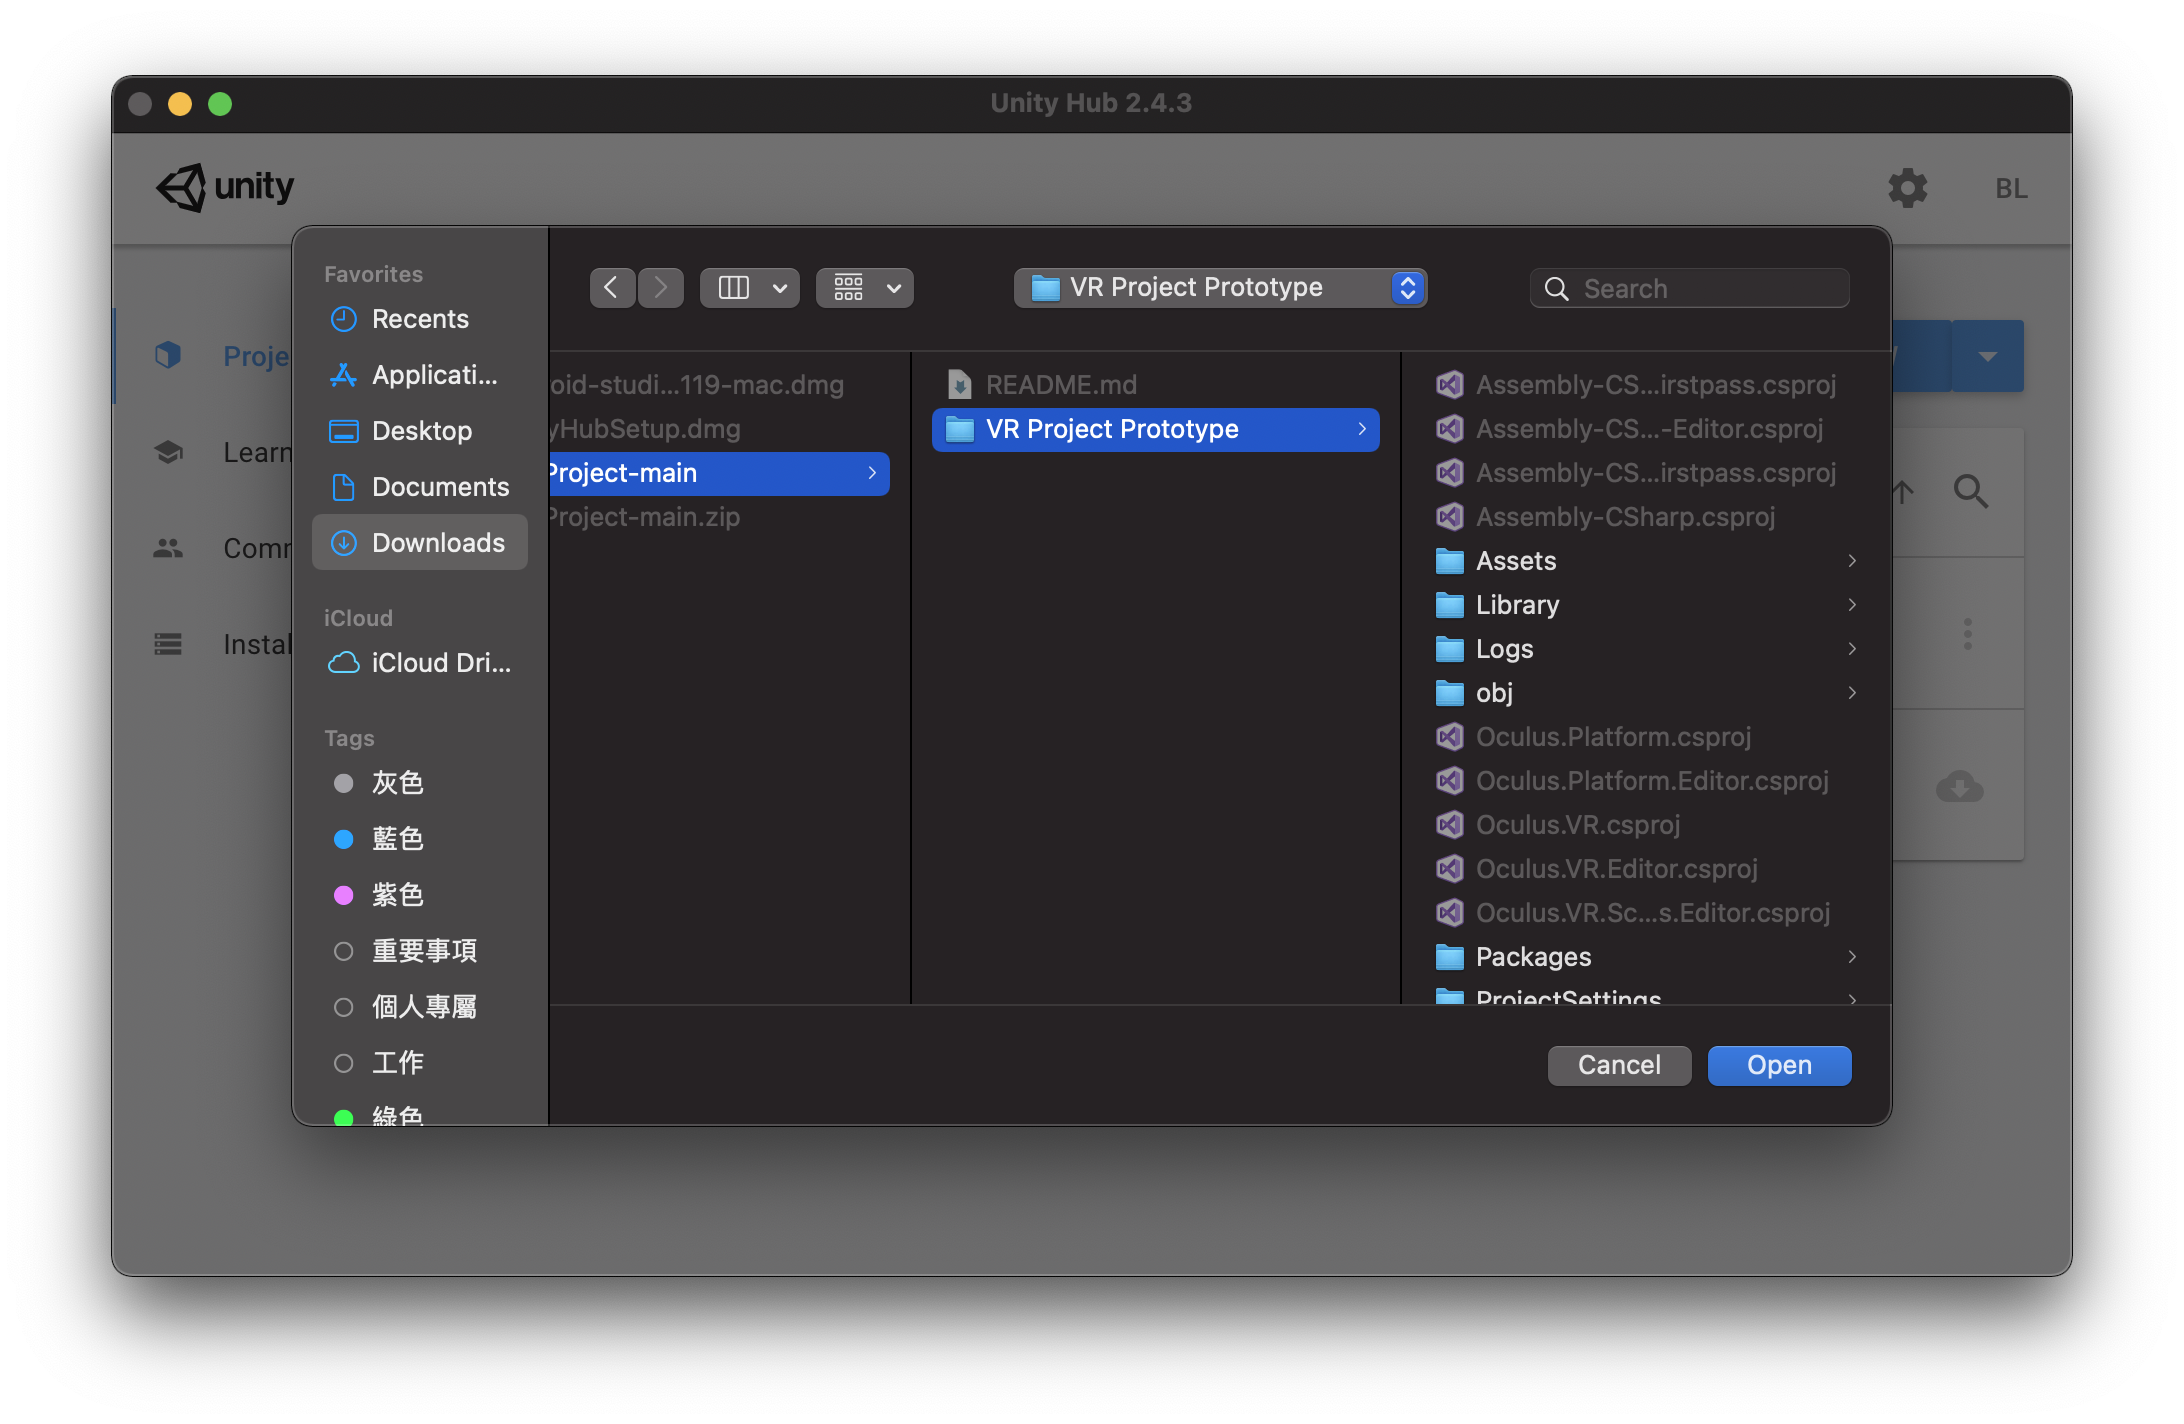 Unity Hub 2.4.3
unity
BL
Proje
Learn
Com
Instal
Favorites
Recents
Applicati...
Desktop
Documents
Downloads
iCloud
iCloud Dri...
Tags
灰色
藍色
紫色
重要事項
個人專屬
工作
綠色
VR Project Prototype
Search
oid-studi...119-mac.dmg
yHubSetup.dmg
Project-main
Project-main.zip
README.md
VR Project Prototype
Assembly-CS...irstpass.csproj
Assembly-CS...-Editor.csproj
Assembly-CS...irstpass.csproj
Assembly-CSharp.csproj
Assets
Library
Logs
obj
Oculus.Platform.csproj
Oculus.Platform.Editor.csproj
Oculus.VR.csproj
Oculus.VR.Editor.csproj
Oculus.VR.Sc...s.Editor.csproj
Packages
ProjectSettings
Cancel
Open